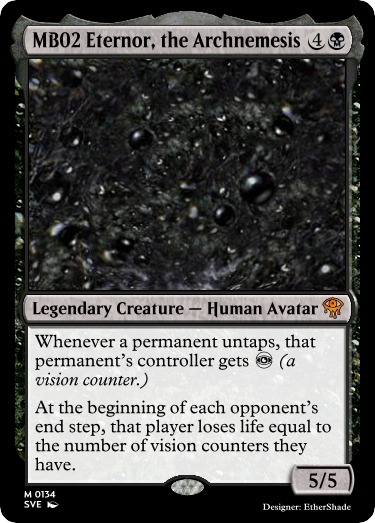 MB02 Eternor, the Archnemesis 4
Legendary Creature — Human Avatar
Whenever a permanent untaps, that
permanent's controller gets (a
vision counter.)
At the beginning of each opponent's
end step, that player loses life equal to
the number of vision counters they
have.
5/5
M 0134
SVE
Designer: EtherShade